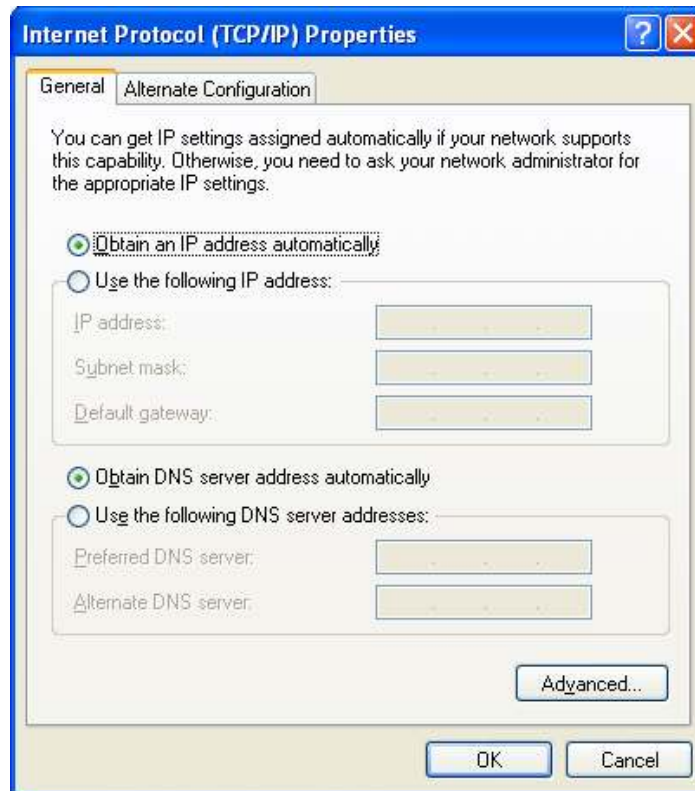 Internet Protocol (TCP/IP) Properties
General
Alternate Configuration
You can get IP settings assigned automatically if your network supports
this capability. Otherwise, you need to ask your network administrator for
the appropriate IP settings.
Obtain an IP address automatically
Use the following IP address:
IP address:
Subnet mask:
Default gateway:
Obtain DNS server address automatically
Use the following DNS server addresses:
Preferred DNS server:
Alternate DNS server:
Advanced...
OK
Cancel